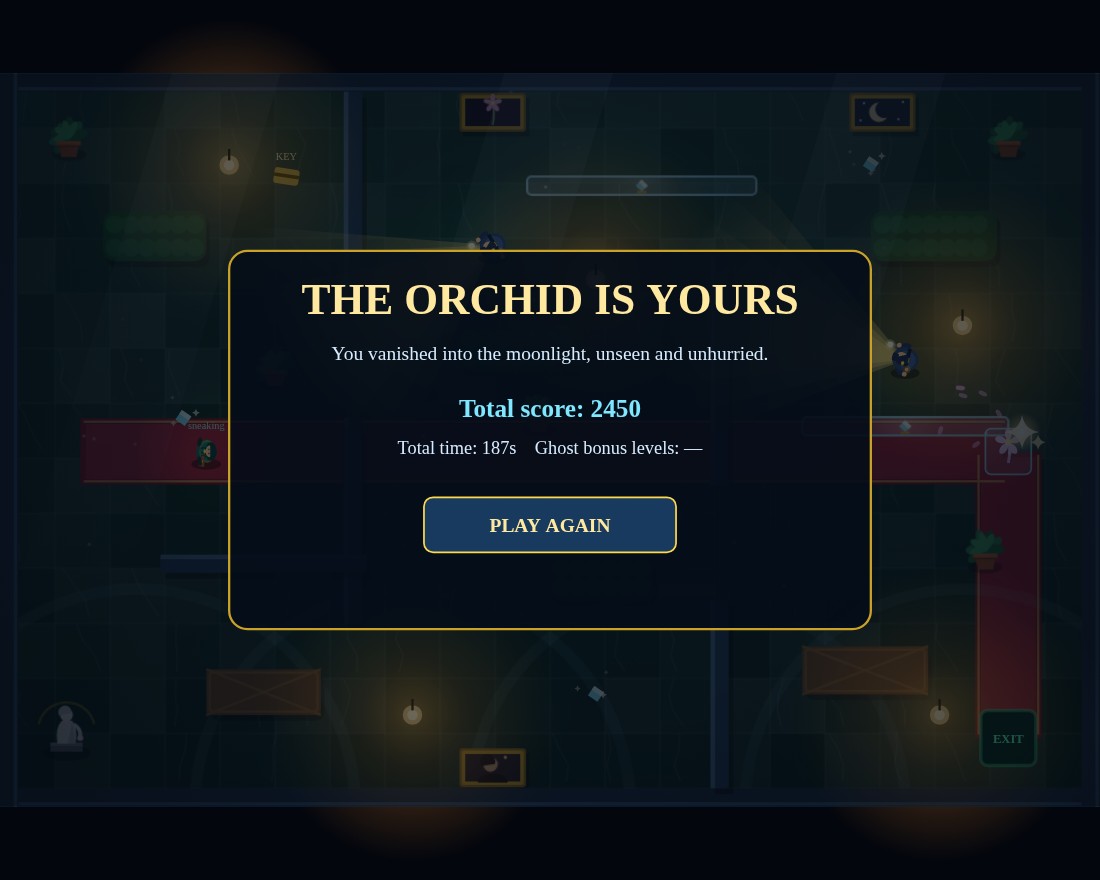 KEY
THE ORCHID IS YOURS
You vanished into the moonlight, unseen and unhurried.
Total score: 2450
sneaking
Total time: 187s Ghost bonus levels: —
PLAY AGAIN
EXIT